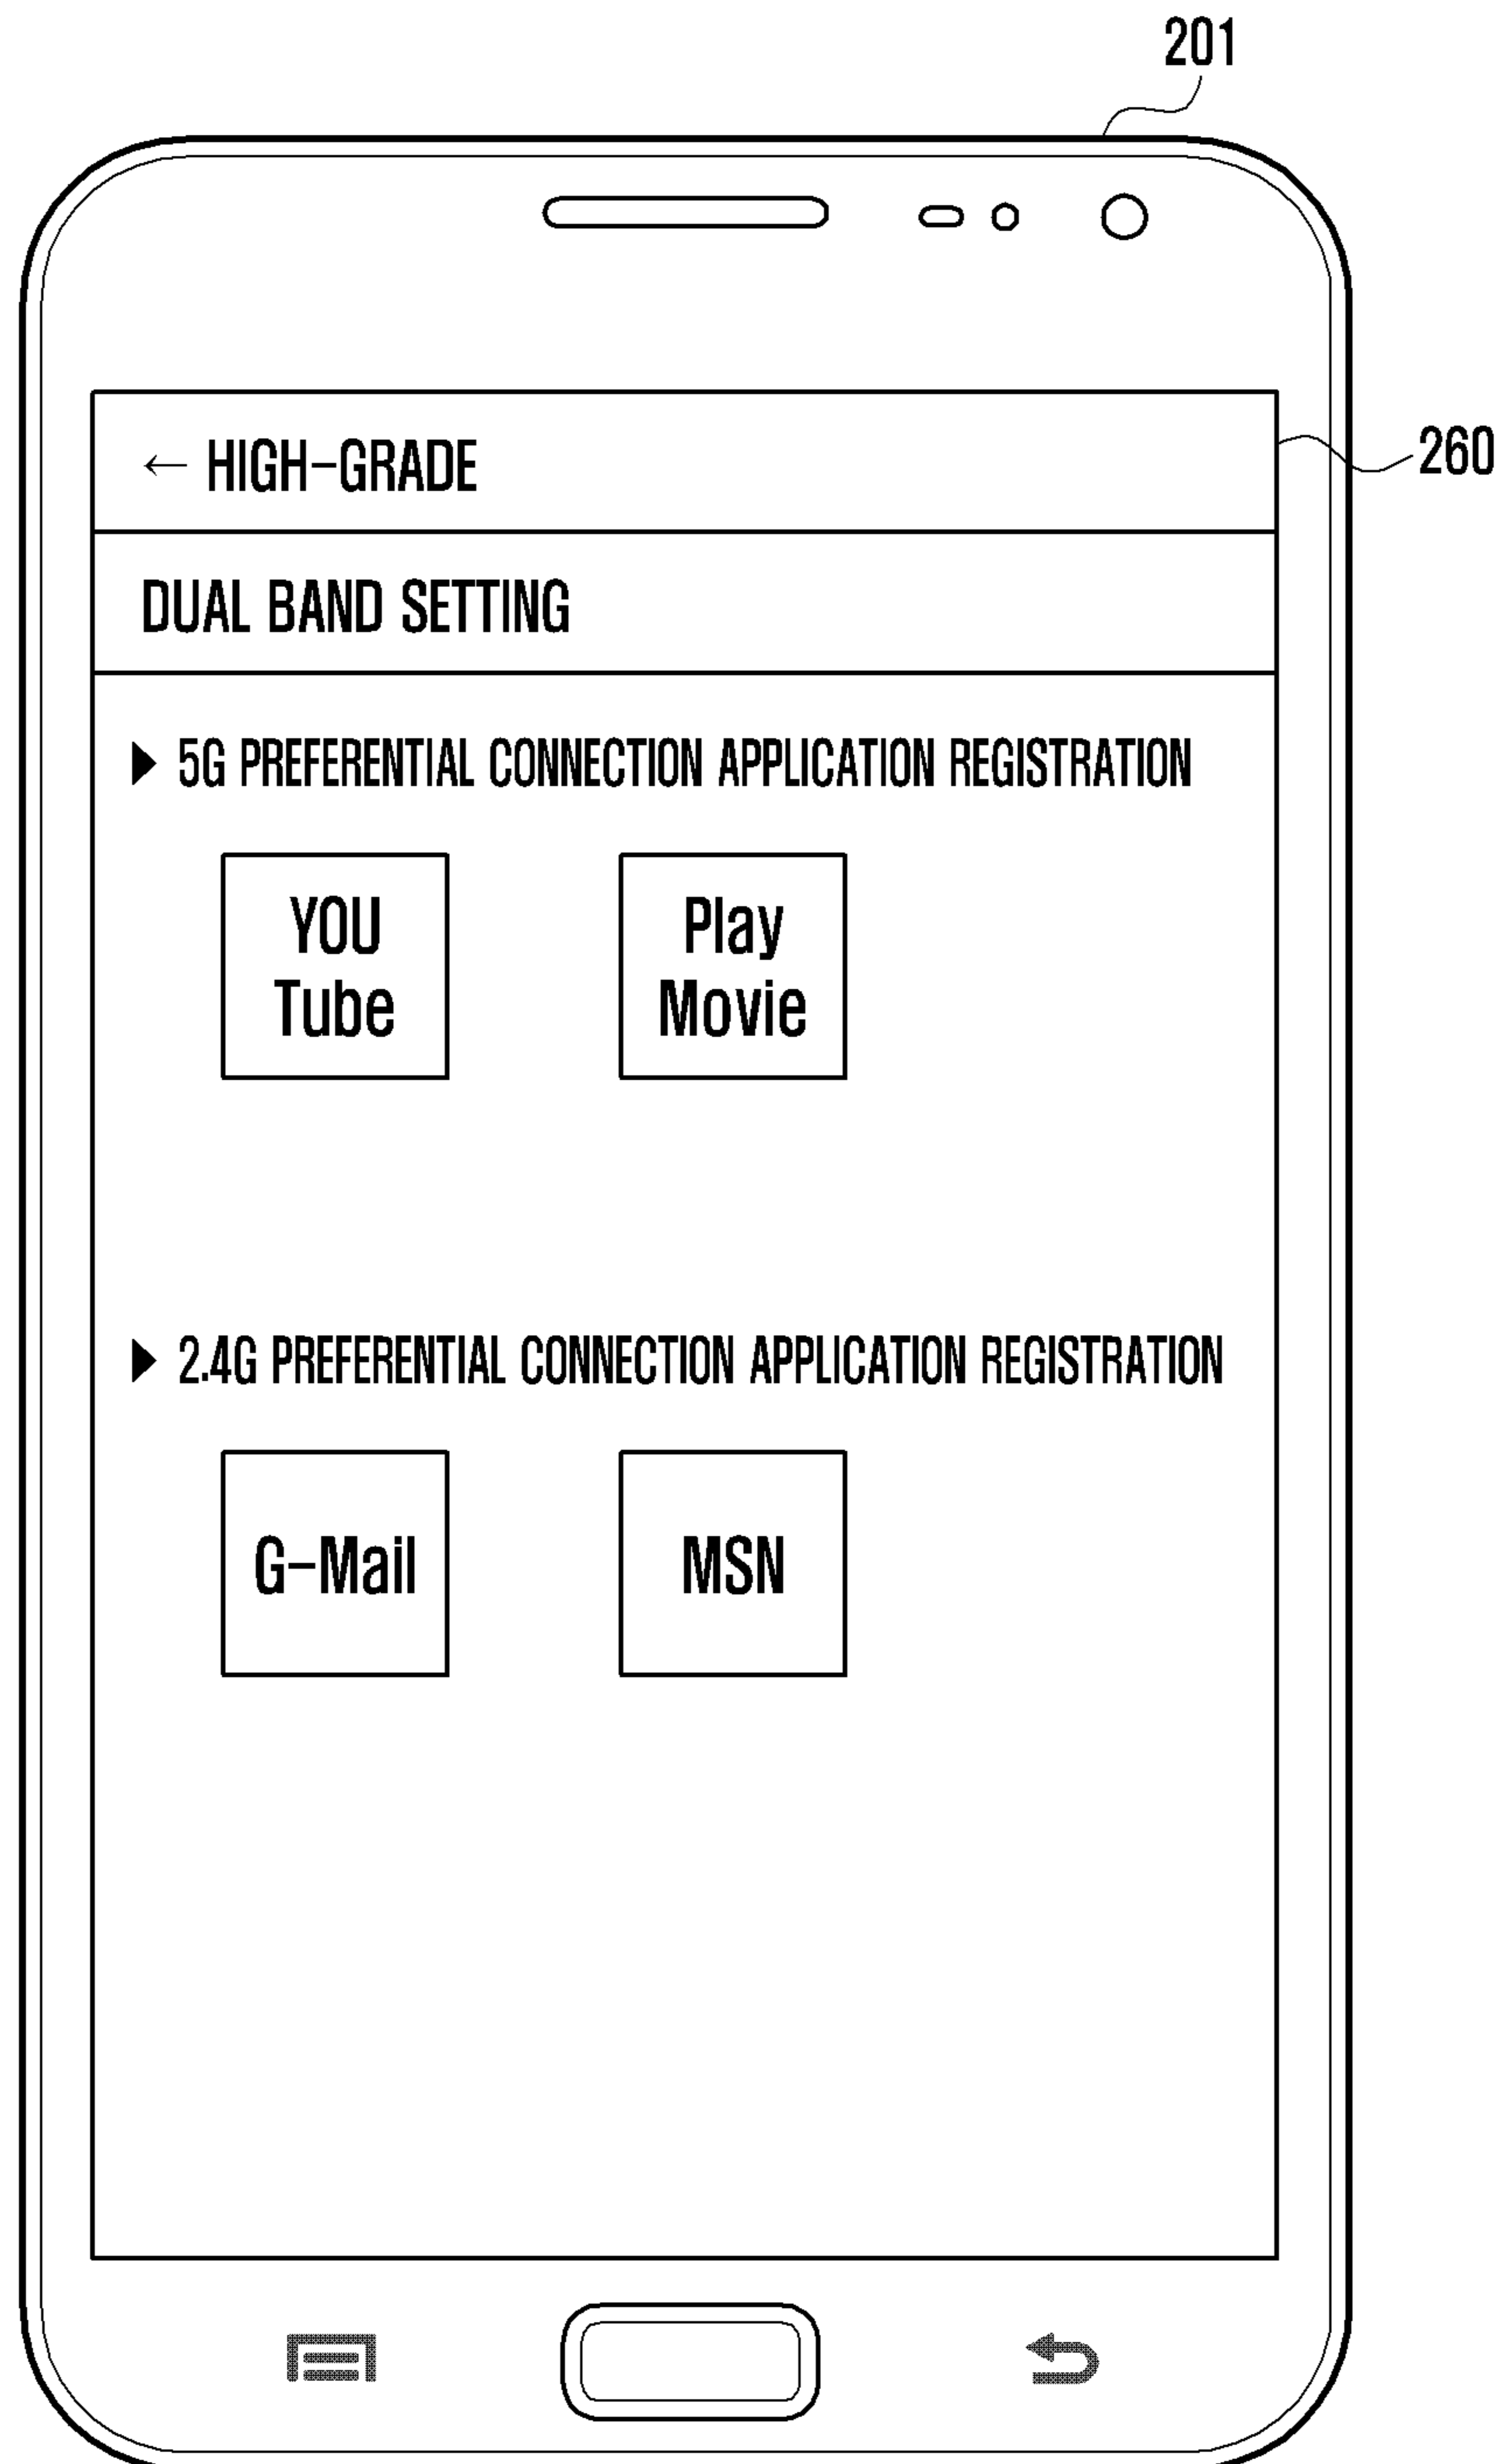 201
260
← HIGH-GRADE
DUAL BAND SETTING
▶ 5G PREFERENTIAL CONNECTION APPLICATION REGISTRATION
YOU
Tube
Play
Movie
▶ 2.4G PREFERENTIAL CONNECTION APPLICATION REGISTRATION
G-Mail
MSN